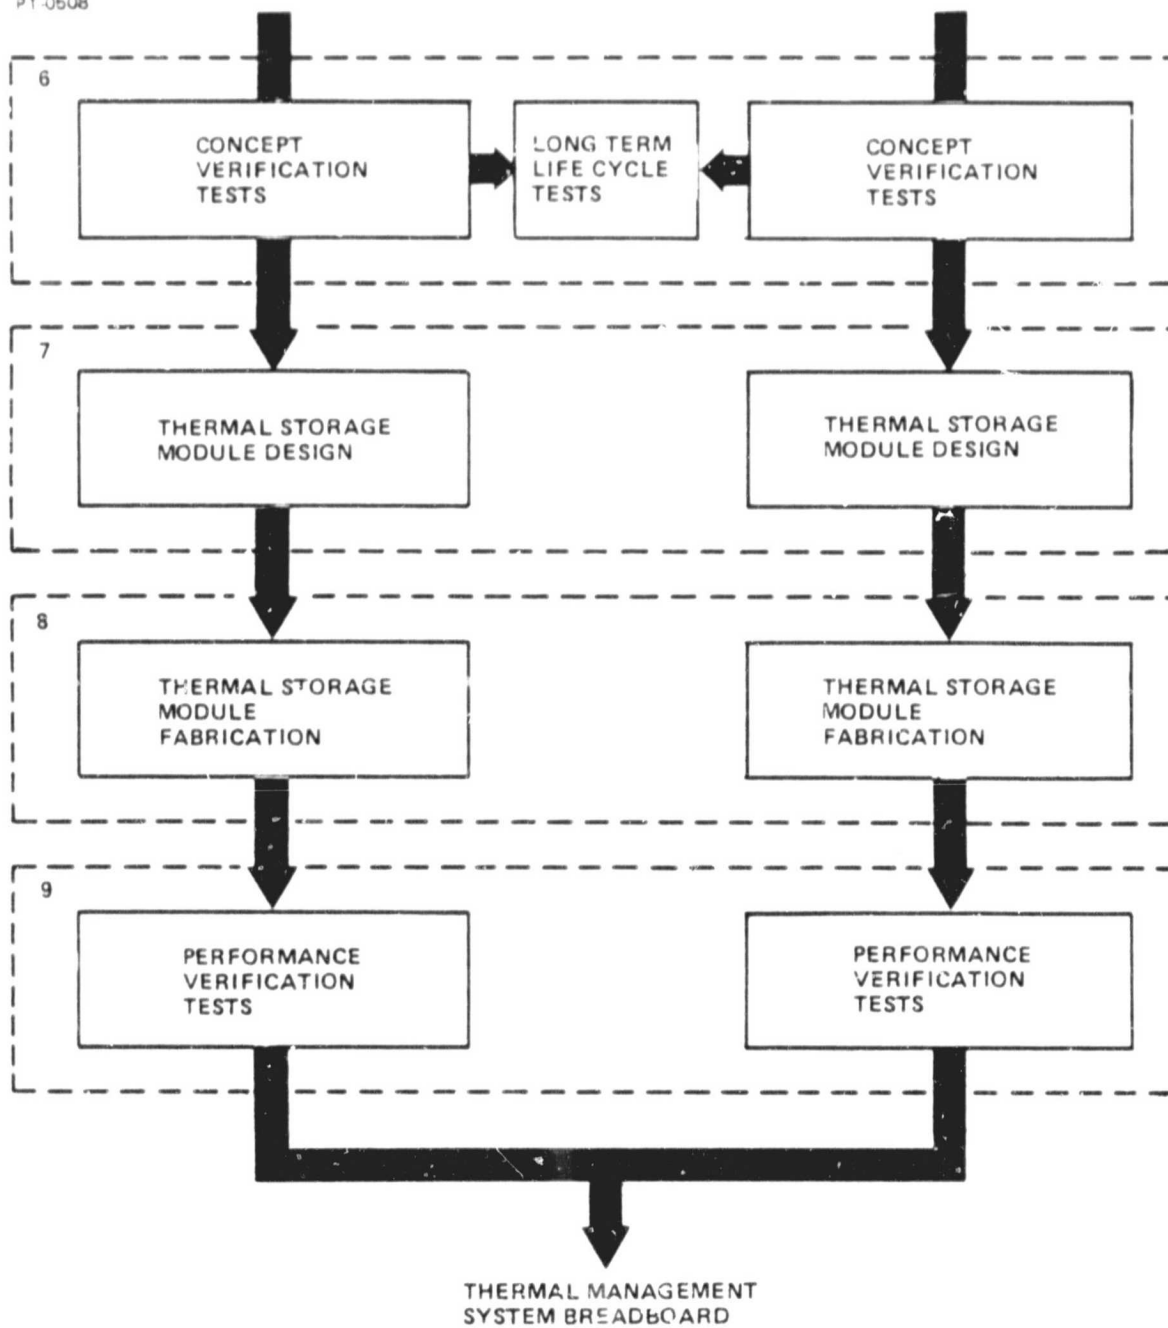 6
CONCEPT
VERIFICATION
TESTS
LONG TERM
LIFE CYCLE
TESTS
CONCEPT
VERIFICATION
TESTS
7
THERMAL STORAGE
MODULE DESIGN
THERMAL STORAGE
MODULE DESIGN
8
THERMAL STORAGE
MODULE
FABRICATION
THERMAL STORAGE
MODULE
FABRICATION
9
PERFORMANCE
VERIFICATION
TESTS
PERFORMANCE
VERIFICATION
TESTS
THERMAL MANAGEMENT
SYSTEM BREADBOARD